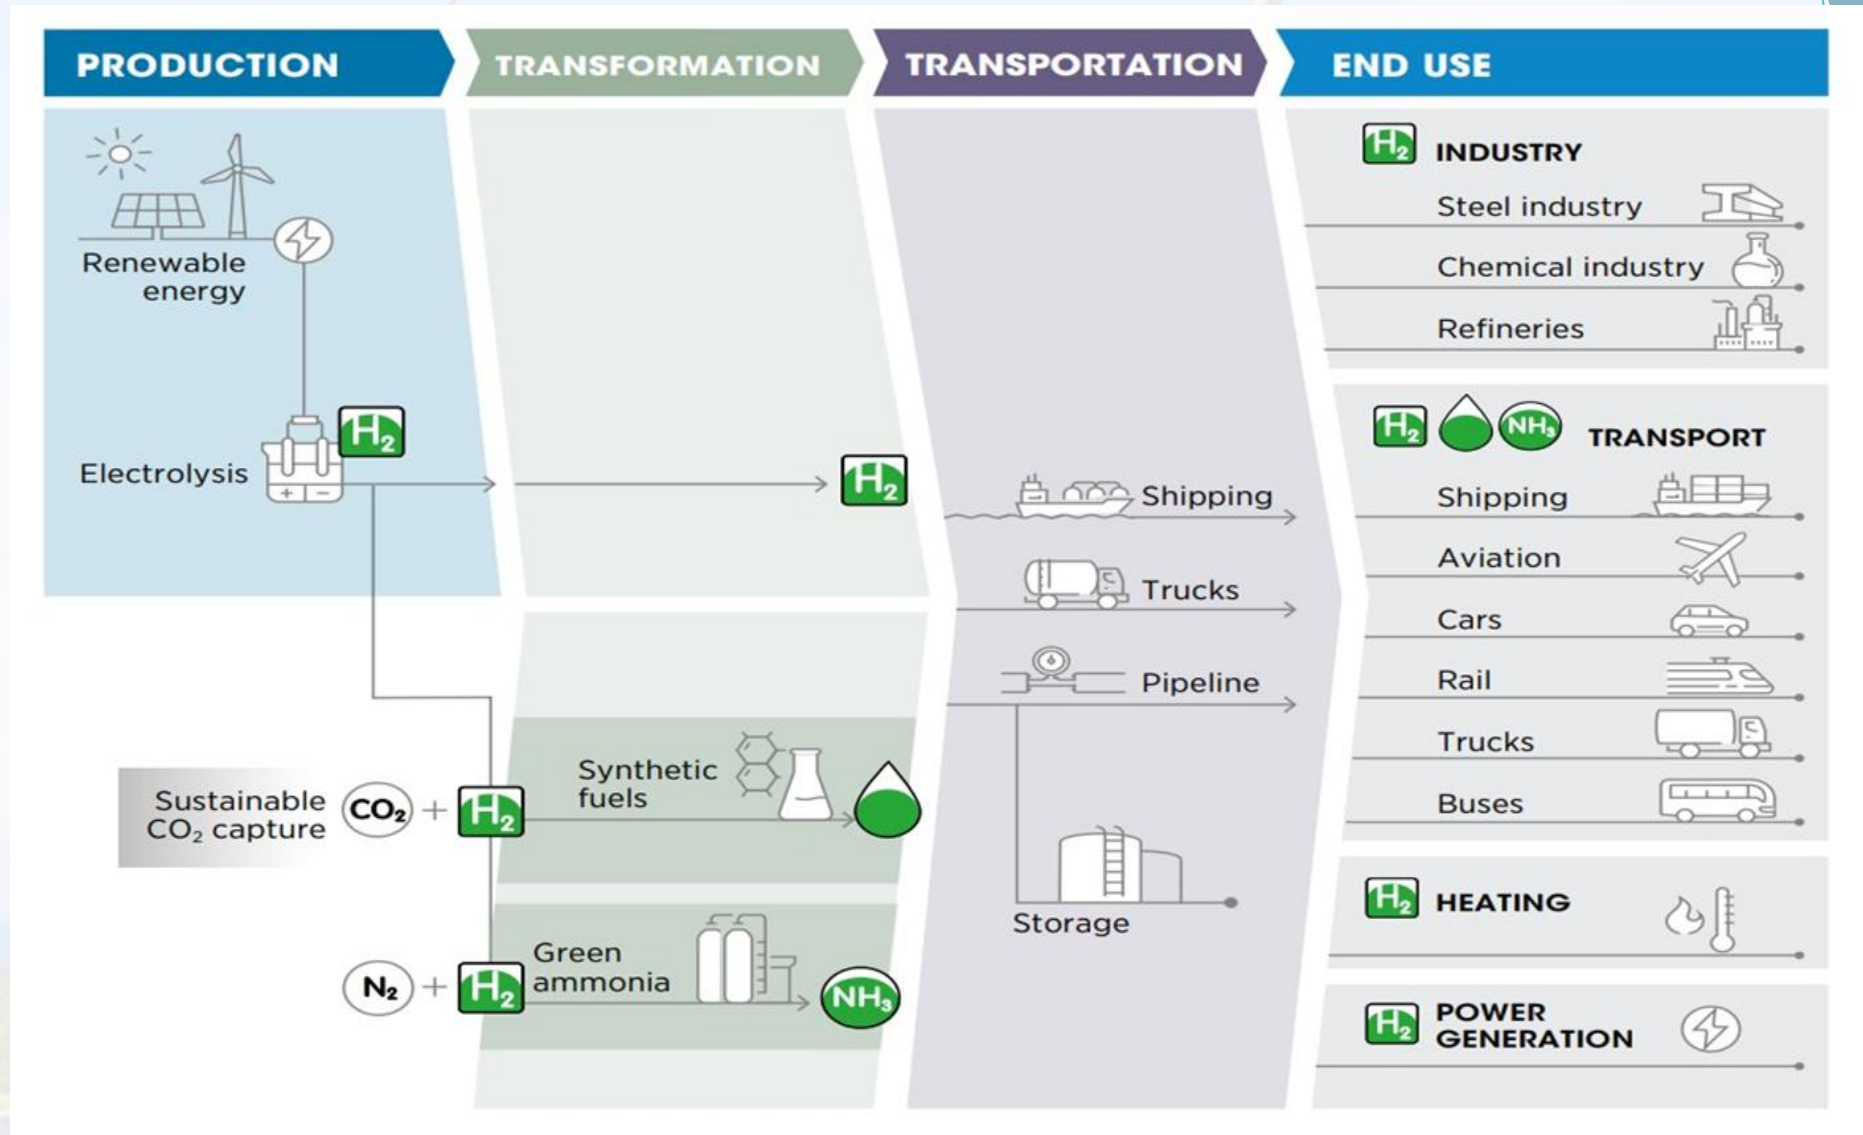 PRODUCTION
TRANSFORMATION
TRANSPORTATION
END USE
Renewable
energy
Electrolysis
H₂
H₂
Sustainable
CO₂ capture
CO₂
+
H₂
Synthetic
fuels
N₂
+
H₂
Green
ammonia
NH₃
Shipping
Trucks
Pipeline
Storage
H₂
INDUSTRY
Steel industry
Chemical industry
Refineries
H₂
NH₃
TRANSPORT
Shipping
Aviation
Cars
Rail
Trucks
Buses
H₂
HEATING
H₂
POWER
GENERATION